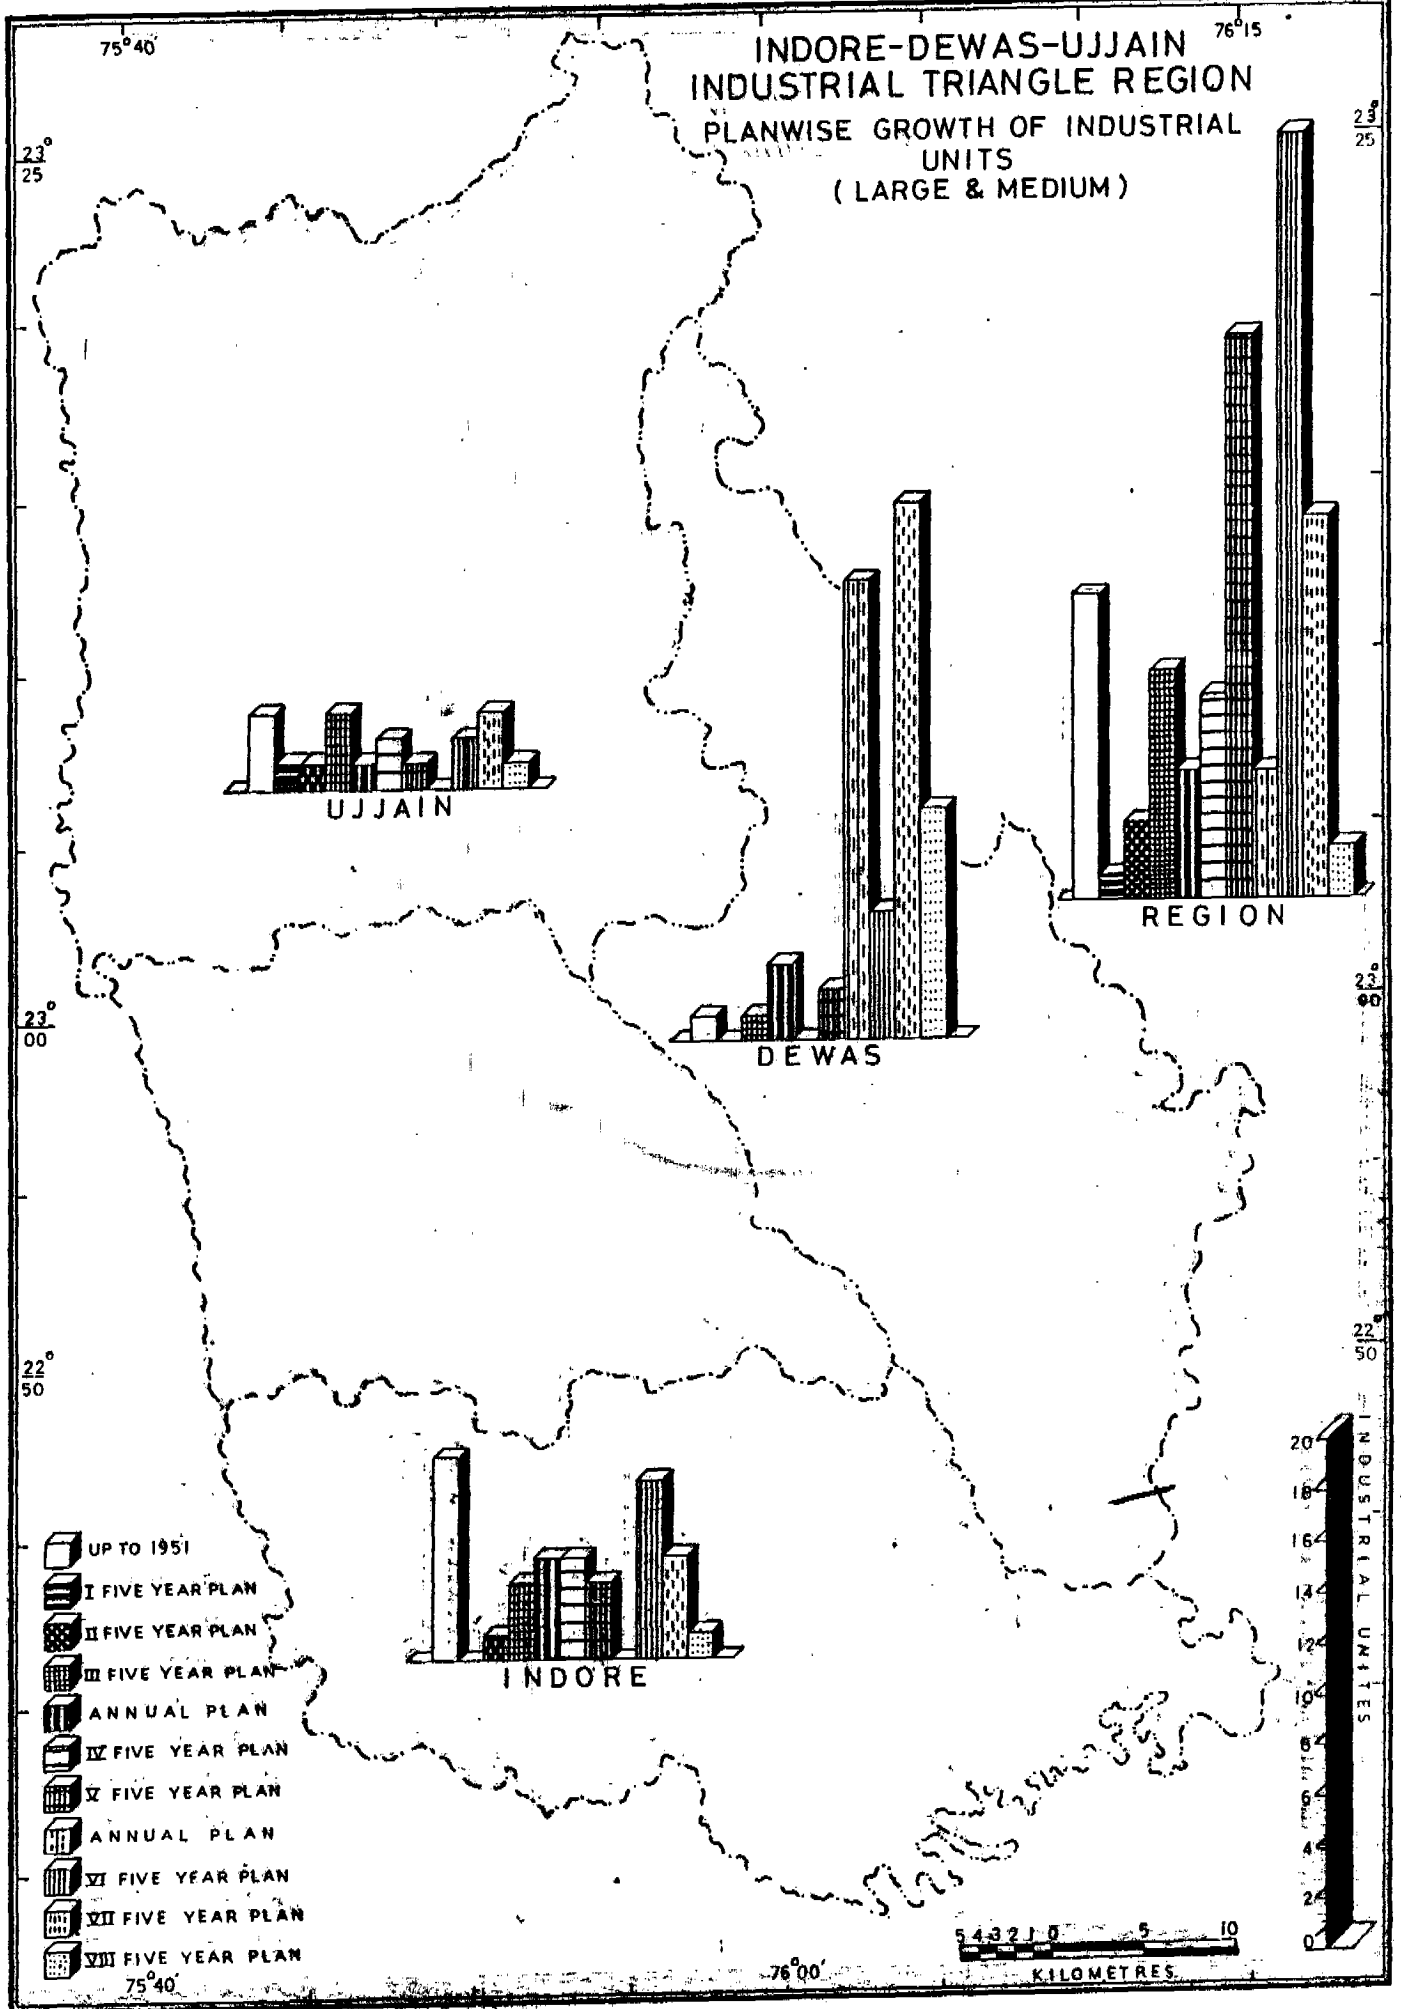 75°40'
76°15
INDORE-DEWAS-UJJAIN
INDUSTRIAL TRIANGLE REGION
PLANWISE GROWTH OF INDUSTRIAL
UNITS
( LARGE & MEDIUM )
23°
25
23°
25
UJJAIN
REGION
DEWAS
23°
00
23°
00
22°
50
22°
50
INDORE
UP TO 1951
I FIVE YEAR PLAN
II FIVE YEAR PLAN
III FIVE YEAR PLAN
ANNUAL PLAN
IV FIVE YEAR PLAN
V FIVE YEAR PLAN
ANNUAL PLAN
VI FIVE YEAR PLAN
VII FIVE YEAR PLAN
VIII FIVE YEAR PLAN
20
18
16
14
12
10
8
6
4
2
0
INDUSTRIAL UNITES
5 4 3 2 1 0 5 10
KILOMETRES
75°40'
76°00'